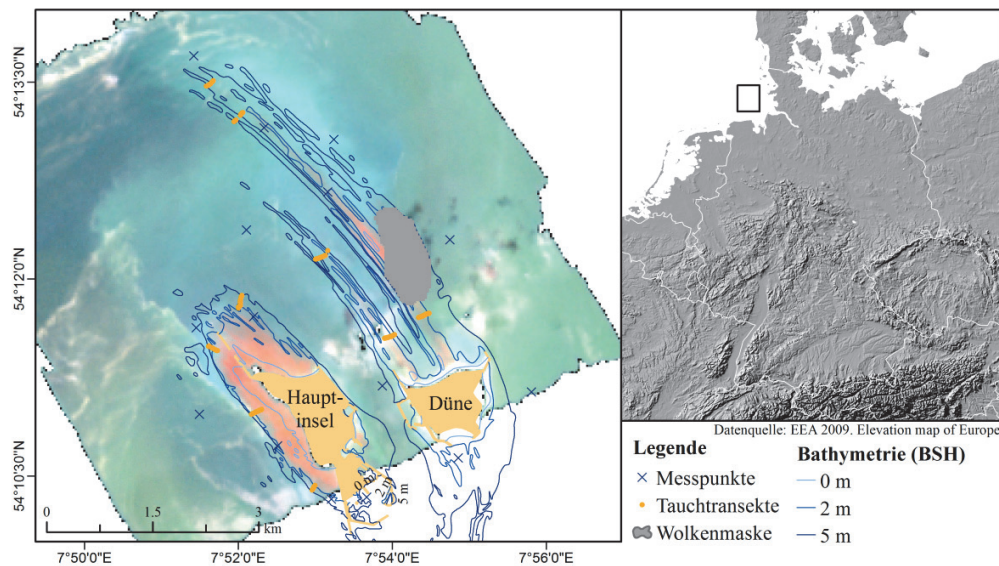 54°13'30"N
54°12'0"N
54°10'30"N
Haupt-
insel
Düne
0 m
2 m
5 m
0 1.5 3
km
7°50'0"E 7°52'0"E 7°54'0"E 7°56'0"E
Datenquelle: EEA 2009. Elevation map of Europe
Legende
Messpunkte
Tauchtransekte
Wolkenmaske
Bathymetrie (BSH)
0 m
2 m
5 m